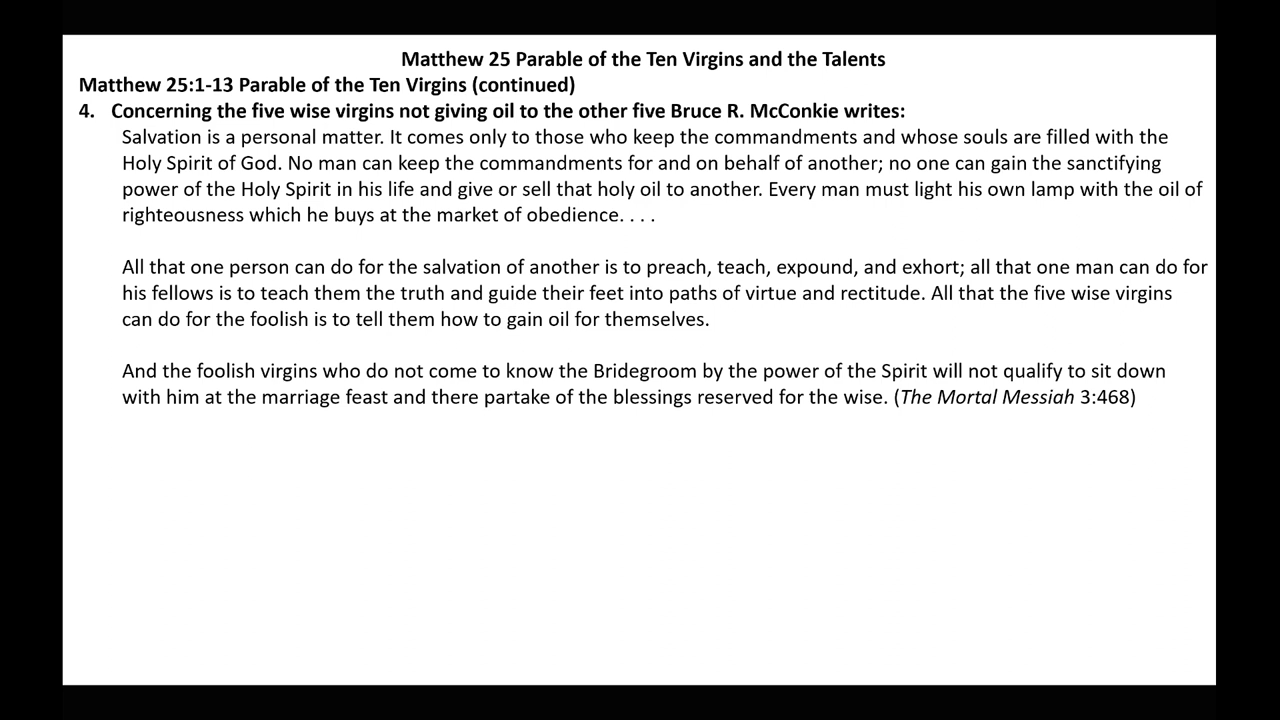 Matthew 25 Parable of the Ten Virgins and the Talents
Matthew 25:1-13 Parable of the Ten Virgins (continued)
4. Concerning the five wise virgins not giving oil to the other five Bruce R. McConkie writes:
Salvation is a personal matter. It comes only to those who keep the commandments and whose souls are filled with the
Holy Spirit of God. No man can keep the commandments for and on behalf of another; no one can gain the sanctifying
power of the Holy Spirit in his life and give or sell that holy oil to another. Every man must light his own lamp with the oil of
righteousness which he buys at the market of obedience. . . .
All that one person can do for the salvation of another is to preach, teach, expound, and exhort; all that one man can do for
his fellows is to teach them the truth and guide their feet into paths of virtue and rectitude. All that the five wise virgins
can do for the foolish is to tell them how to gain oil for themselves.
And the foolish virgins who do not come to know the Bridegroom by the power of the Spirit will not qualify to sit down
with him at the marriage feast and there partake of the blessings reserved for the wise. (The Mortal Messiah 3:468)